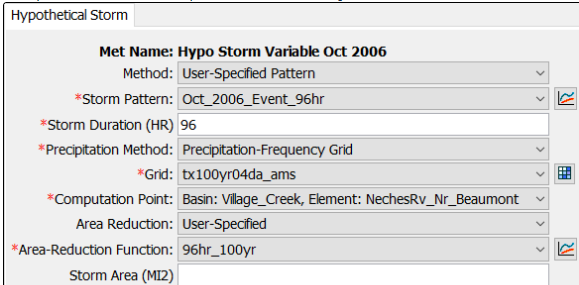 Hypothetical Storm
Met Name: Hypo Storm Variable Oct 2006
Method: User-Specified Pattern
*Storm Pattern: Oct_2006_Event_96hr
*Storm Duration (HR) 96
*Precipitation Method: Precipitation-Frequency Grid
*Grid: tx100yr04da_ams
*Computation Point: Basin: Village_Creek, Element: NechesRv_Nr_Beaumont
Area Reduction: User-Specified
*Area-Reduction Function: 96hr_100yr
Storm Area (MI2)